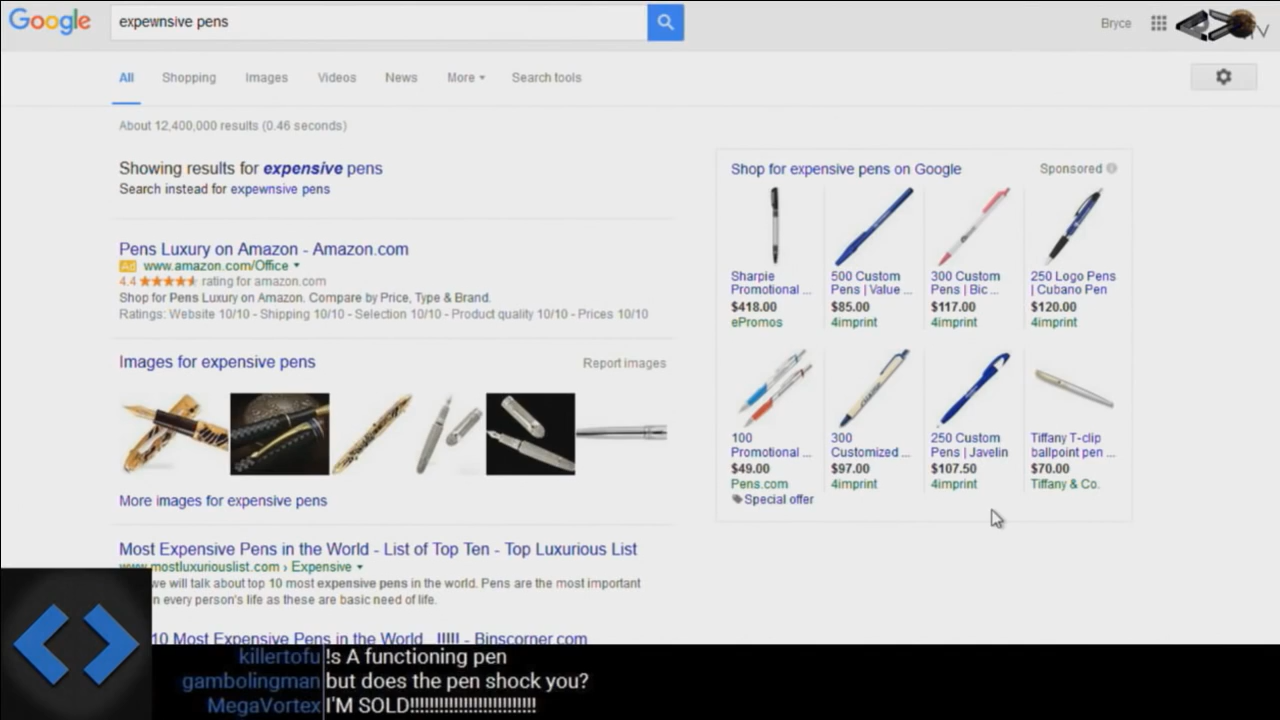 Google
expewnsive pens
Bryce
All
Shopping
Images
Videos
News
More
Search tools
About 12,400,000 results (0.46 seconds)
Showing results for expensive pens
Search instead for expewnsive pens
Pens Luxury on Amazon - Amazon.com
Ad www.amazon.com/Office
4.4 rating for amazon.com
Shop for Pens Luxury on Amazon. Compare by Price, Type & Brand.
Ratings: Website 10/10 - Shipping 10/10 - Selection 10/10 - Product quality 10/10 - Prices 10/10
Images for expensive pens
Report images
More images for expensive pens
Most Expensive Pens in the World - List of Top Ten - Top Luxurious List
www.mostluxuriouslist.com › Expensive
we will talk about top 10 most expensive pens in the world. Pens are the most important
in every person's life as these are basic need of life.
10 Most Expensive Pens in the World . !!!!! - Binscorner.com
Shop for expensive pens on Google
Sponsored
Sharpie
Promotional ...
$418.00
ePromos
500 Custom
Pens | Value ...
$85.00
4imprint
300 Custom
Pens | Bic ...
$117.00
4imprint
250 Logo Pens
| Cubano Pen
$120.00
4imprint
100
Promotional ...
$49.00
Pens.com
Special offer
300
Customized ...
$97.00
4imprint
250 Custom
Pens | Javelin
$107.50
4imprint
Tiffany T-clip
ballpoint pen ...
$70.00
Tiffany & Co.
killertofu !s A functioning pen
gambolingman but does the pen shock you?
MegaVortex I'M SOLD!!!!!!!!!!!!!!!!!!!!!!!!!!